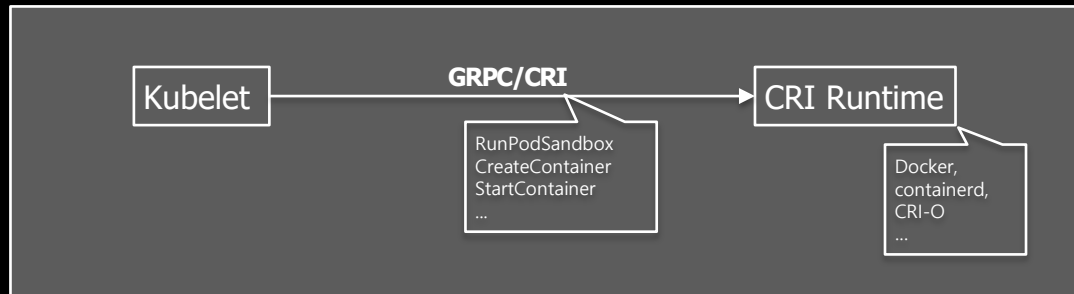 Kubelet
GRPC/CRI
CRI Runtime
RunPodSandbox
CreateContainer
StartContainer
...
Docker,
containerd,
CRI-O
...